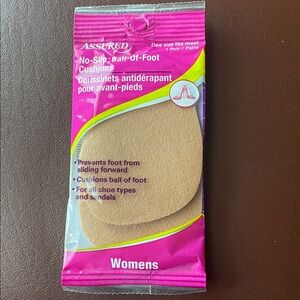 ASSURED
One size fits most
1 Pair • Paire
No-Slip Ball-Of-Foot
Cushions
Coussinets antidérapant
pour avant-pieds
• Prevents foot from
sliding forward
• Cushions ball of foot
• For all shoe types
and sandals
Womens